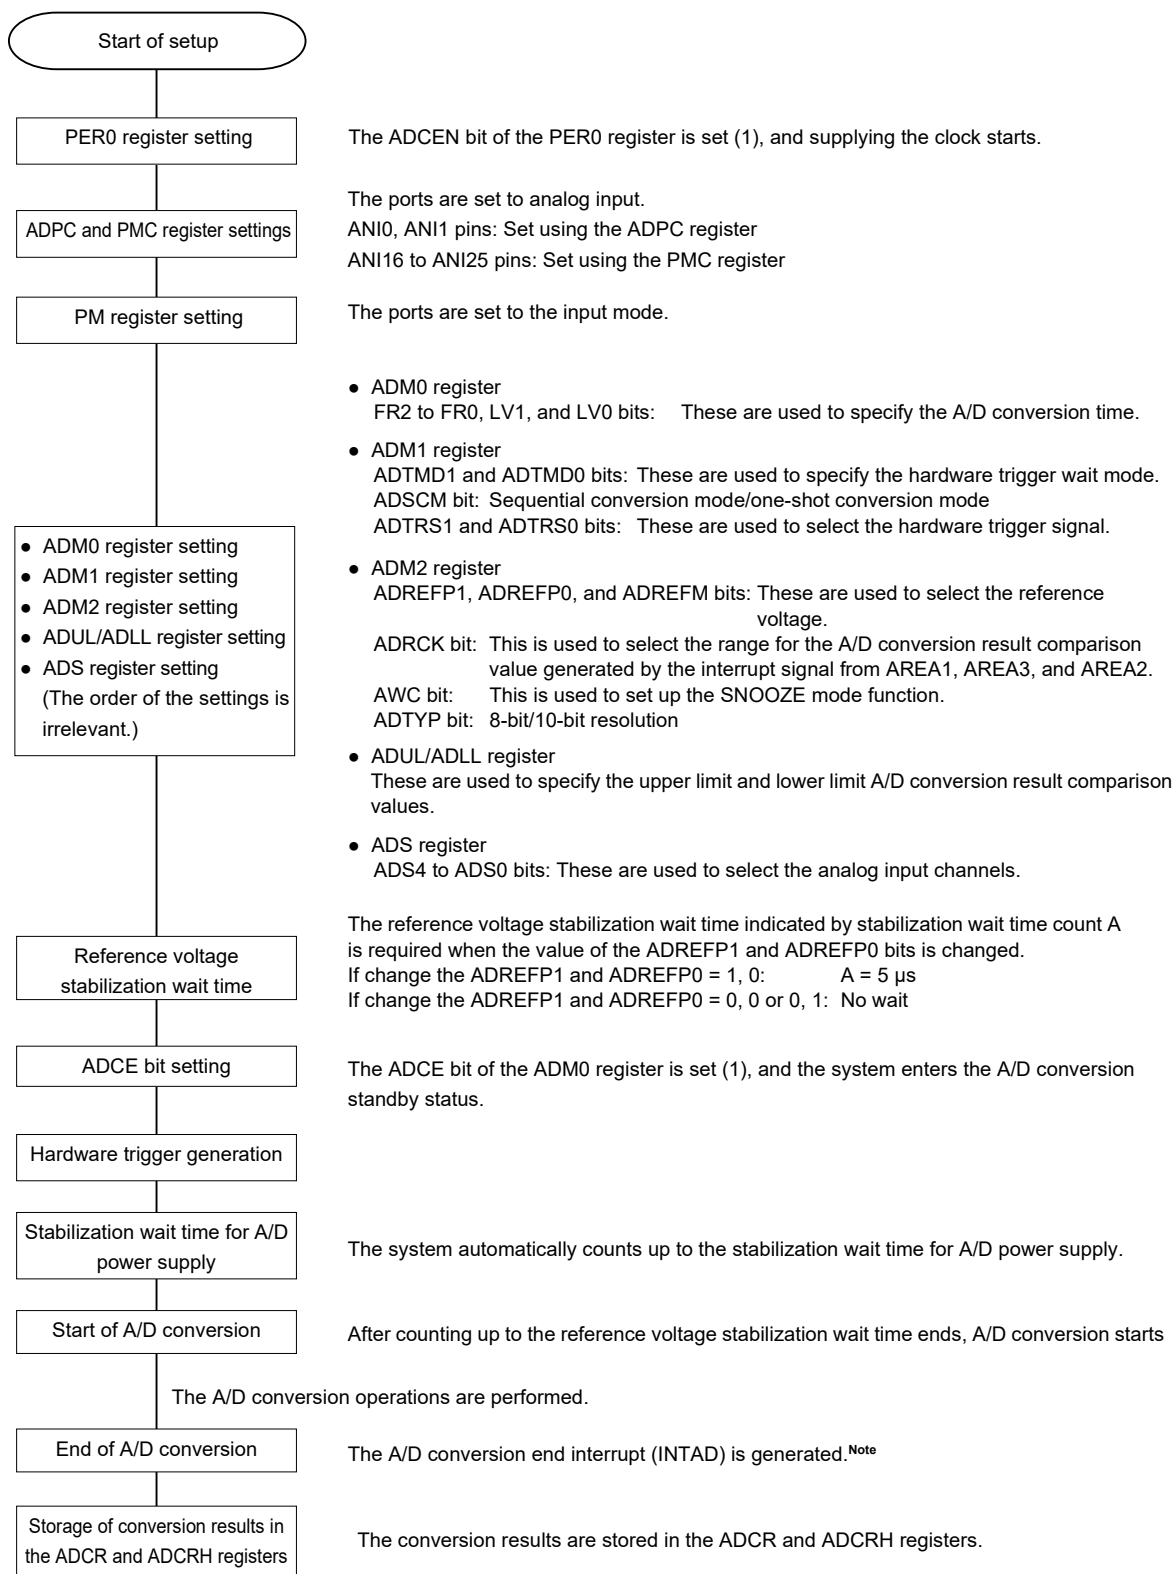 Start of setup
PER0 register setting
The ADCEN bit of the PER0 register is set (1), and supplying the clock starts.
ADPC and PMC register settings
The ports are set to analog input.
ANI0, ANI1 pins: Set using the ADPC register
ANI16 to ANI25 pins: Set using the PMC register
PM register setting
The ports are set to the input mode.
● ADM0 register setting
● ADM1 register setting
● ADM2 register setting
● ADUL/ADLL register setting
● ADS register setting
(The order of the settings is
irrelevant.)
● ADM0 register
FR2 to FR0, LV1, and LV0 bits: These are used to specify the A/D conversion time.
● ADM1 register
ADTMD1 and ADTMD0 bits: These are used to specify the hardware trigger wait mode.
ADSCM bit: Sequential conversion mode/one-shot conversion mode
ADTRS1 and ADTRS0 bits: These are used to select the hardware trigger signal.
● ADM2 register
ADREFP1, ADREFP0, and ADREFM bits: These are used to select the reference
voltage.
ADRCK bit: This is used to select the range for the A/D conversion result comparison
value generated by the interrupt signal from AREA1, AREA3, and AREA2.
AWC bit: This is used to set up the SNOOZE mode function.
ADTYP bit: 8-bit/10-bit resolution
● ADUL/ADLL register
These are used to specify the upper limit and lower limit A/D conversion result comparison
values.
● ADS register
ADS4 to ADS0 bits: These are used to select the analog input channels.
Reference voltage
stabilization wait time
The reference voltage stabilization wait time indicated by stabilization wait time count A
is required when the value of the ADREFP1 and ADREFP0 bits is changed.
If change the ADREFP1 and ADREFP0 = 1, 0: A = 5 µs
If change the ADREFP1 and ADREFP0 = 0, 0 or 0, 1: No wait
ADCE bit setting
The ADCE bit of the ADM0 register is set (1), and the system enters the A/D conversion
standby status.
Hardware trigger generation
Stabilization wait time for A/D
power supply
The system automatically counts up to the stabilization wait time for A/D power supply.
Start of A/D conversion
After counting up to the reference voltage stabilization wait time ends, A/D conversion starts
The A/D conversion operations are performed.
End of A/D conversion
The A/D conversion end interrupt (INTAD) is generated.Note
Storage of conversion results in
the ADCR and ADCRH registers
The conversion results are stored in the ADCR and ADCRH registers.